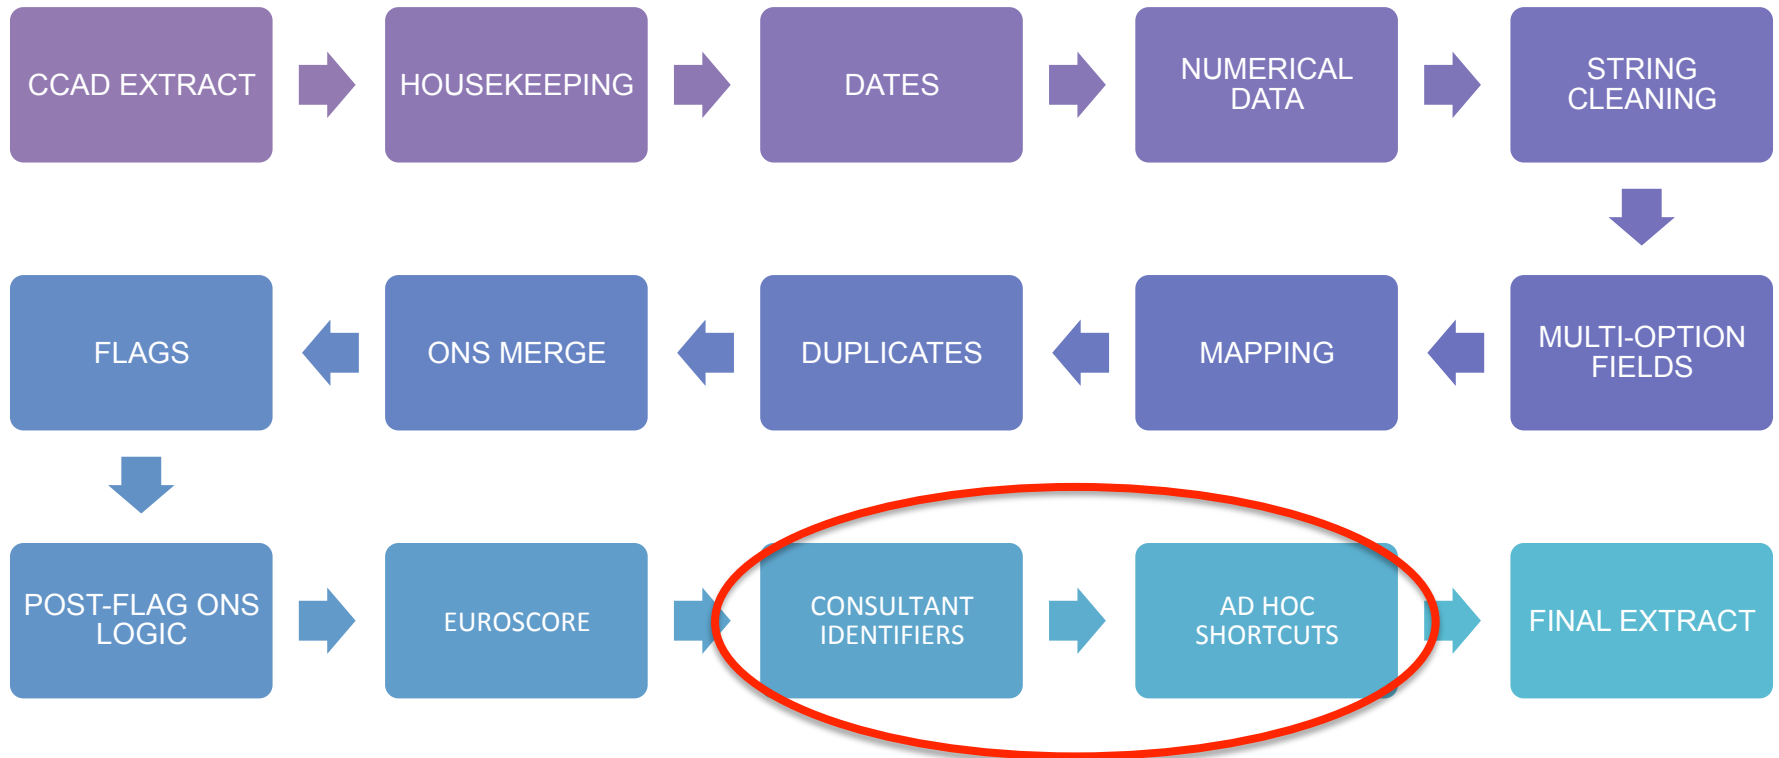 CCAD EXTRACT
HOUSEKEEPING
DATES
NUMERICAL
DATA
STRING
CLEANING
MULTI-OPTION
FIELDS
MAPPING
DUPLICATES
ONS MERGE
FLAGS
POST-FLAG ONS
LOGIC
EUROSCORE
CONSULTANT
IDENTIFIERS
AD HOC
SHORTCUTS
FINAL EXTRACT